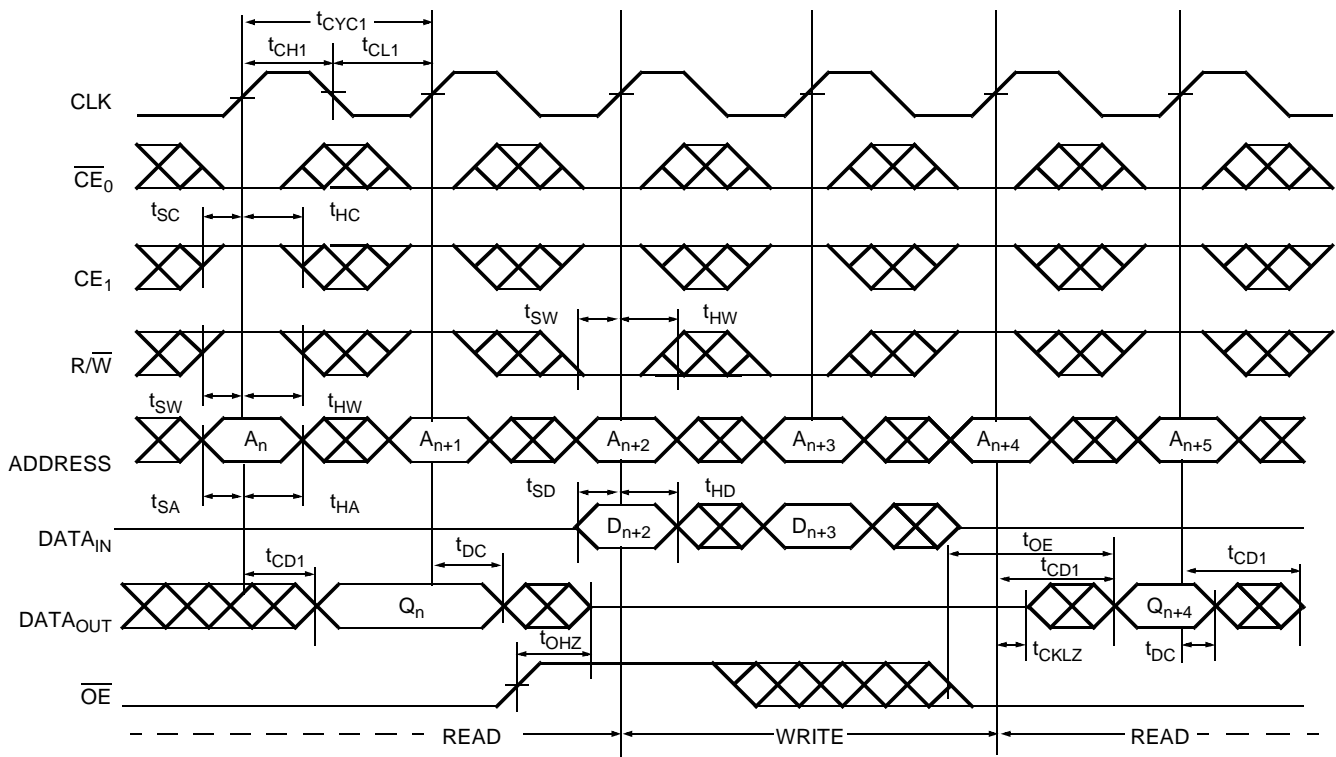 tCYC1
tCH1 tCL1
CLK
CE0
tSC tHC
CE1
tSW tHW
R/W
tSW tHW
An An+1 An+2 An+3 An+4 An+5
ADDRESS
tSA tHA tSD tHD
DATAIN Dn+2 Dn+3
tOE
tCD1 tDC tCD1 tCD1
DATAOUT Qn Qn+4
tOHZ tCKLZ tDC
OE
READ WRITE READ